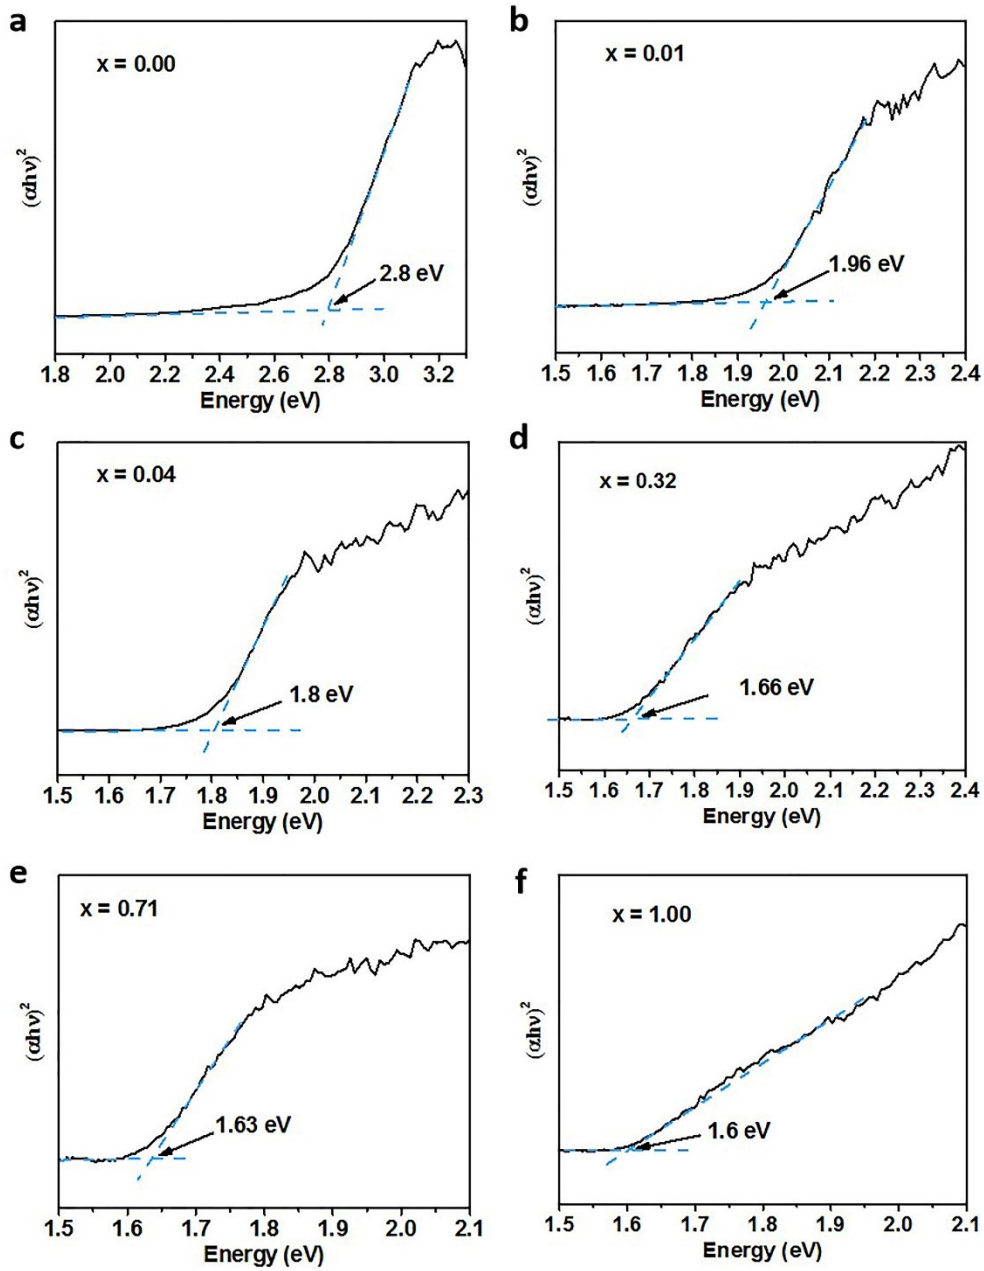 a
x = 0.00
(αhν)²
2.8 eV
1.8 2.0 2.2 2.4 2.6 2.8 3.0 3.2
Energy (eV)
b
x = 0.01
(αhν)²
1.96 eV
1.5 1.6 1.7 1.8 1.9 2.0 2.1 2.2 2.3 2.4
Energy (eV)
c
x = 0.04
(αhν)²
1.8 eV
1.5 1.6 1.7 1.8 1.9 2.0 2.1 2.2 2.3
Energy (eV)
d
x = 0.32
(αhν)²
1.66 eV
1.5 1.6 1.7 1.8 1.9 2.0 2.1 2.2 2.3 2.4
Energy (eV)
e
x = 0.71
(αhν)²
1.63 eV
1.5 1.6 1.7 1.8 1.9 2.0 2.1
Energy (eV)
f
x = 1.00
(αhν)²
1.6 eV
1.5 1.6 1.7 1.8 1.9 2.0 2.1
Energy (eV)